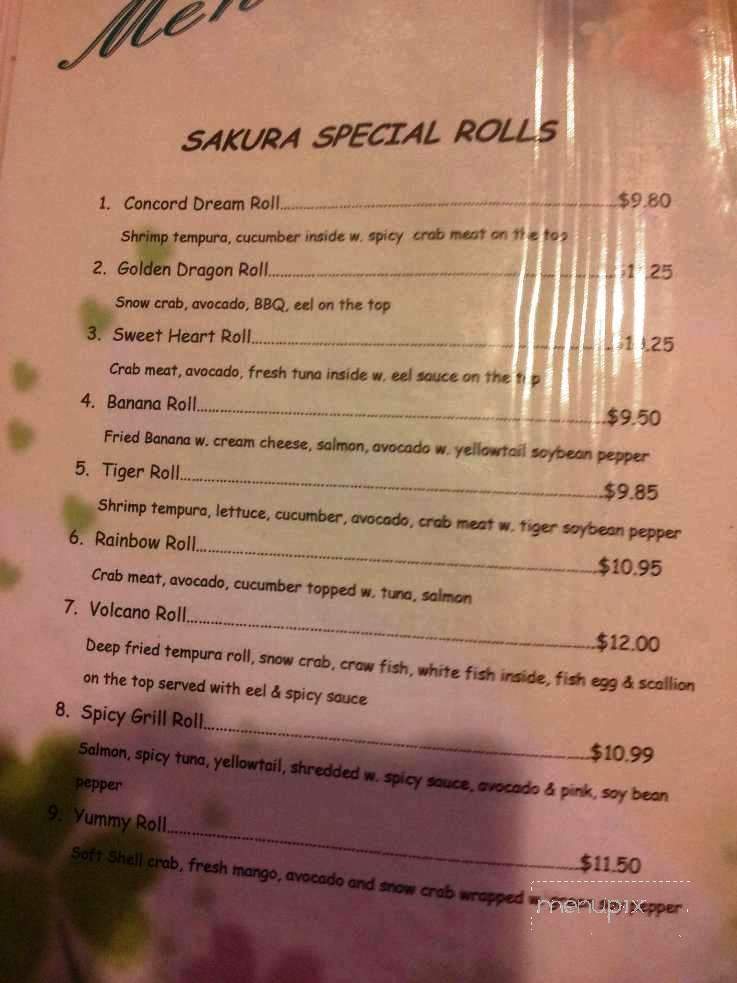 Men
SAKURA SPECIAL ROLLS
1. Concord Dream Roll.....$9.80
Shrimp tempura, cucumber inside w. spicy crab meat on the top
2. Golden Dragon Roll.....25
Snow crab, avocado, BBQ, eel on the top
3. Sweet Heart Roll.....25
Crab meat, avocado, fresh tuna inside w. eel sauce on the top
4. Banana Roll.....$9.50
Fried Banana w. cream cheese, salmon, avocado w. yellowtail soybean pepper
5. Tiger Roll.....$9.85
Shrimp tempura, lettuce, cucumber, avocado, crab meat w. tiger soybean pepper
6. Rainbow Roll.....$10.95
Crab meat, avocado, cucumber topped w. tuna, salmon
7. Volcano Roll.....$12.00
Deep fried tempura roll, snow crab, craw fish, white fish inside, fish egg & scallion
on the top served with eel & spicy sauce
8. Spicy Grill Roll.....$10.99
Salmon, spicy tuna, yellowtail, shredded w. spicy sauce, avocado & pink, soy bean
pepper
9. Yummy Roll.....$11.50
Soft Shell crab, fresh mango, avocado and snow crab wrapped w. pepper
menupix